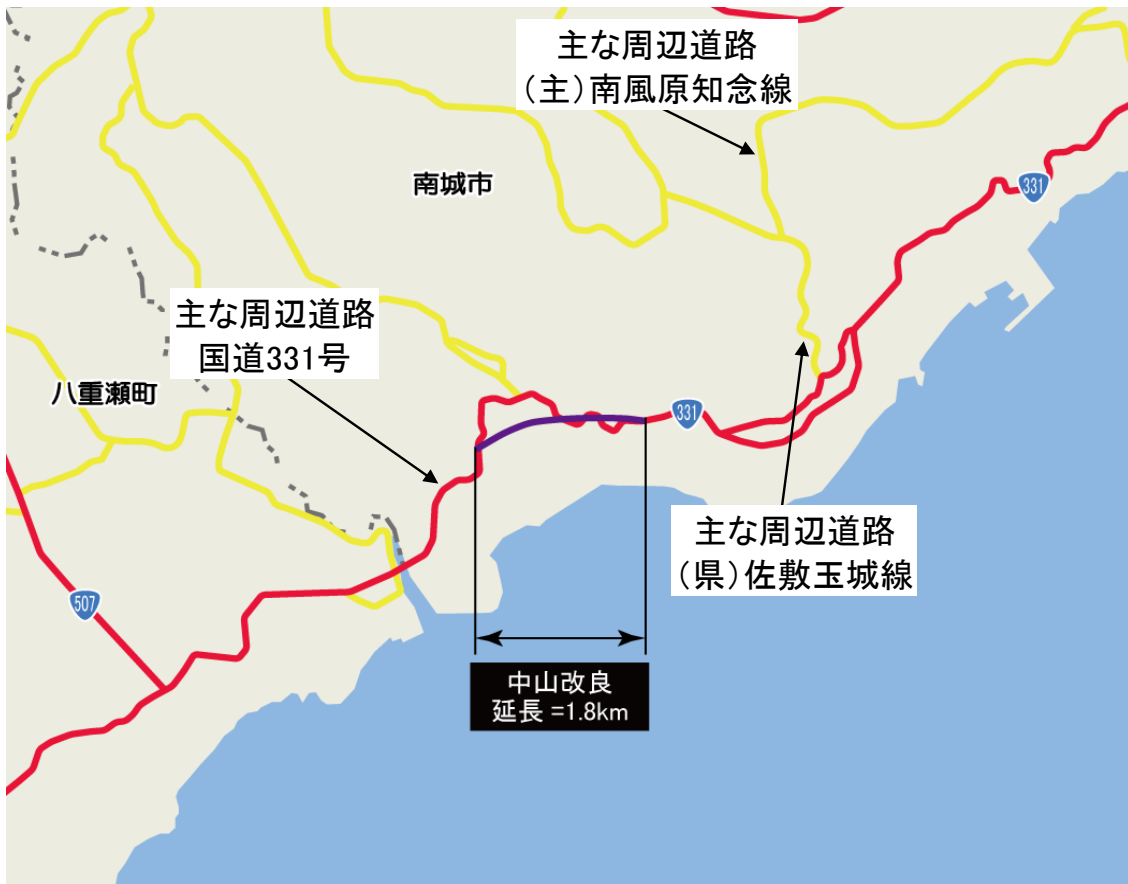 主な周辺道路
(主)南風原知念線
331
南城市
主な周辺道路
国道331号
八重瀬町
331
主な周辺道路
(県)佐敷玉城線
507
中山改良
延長=1.8km